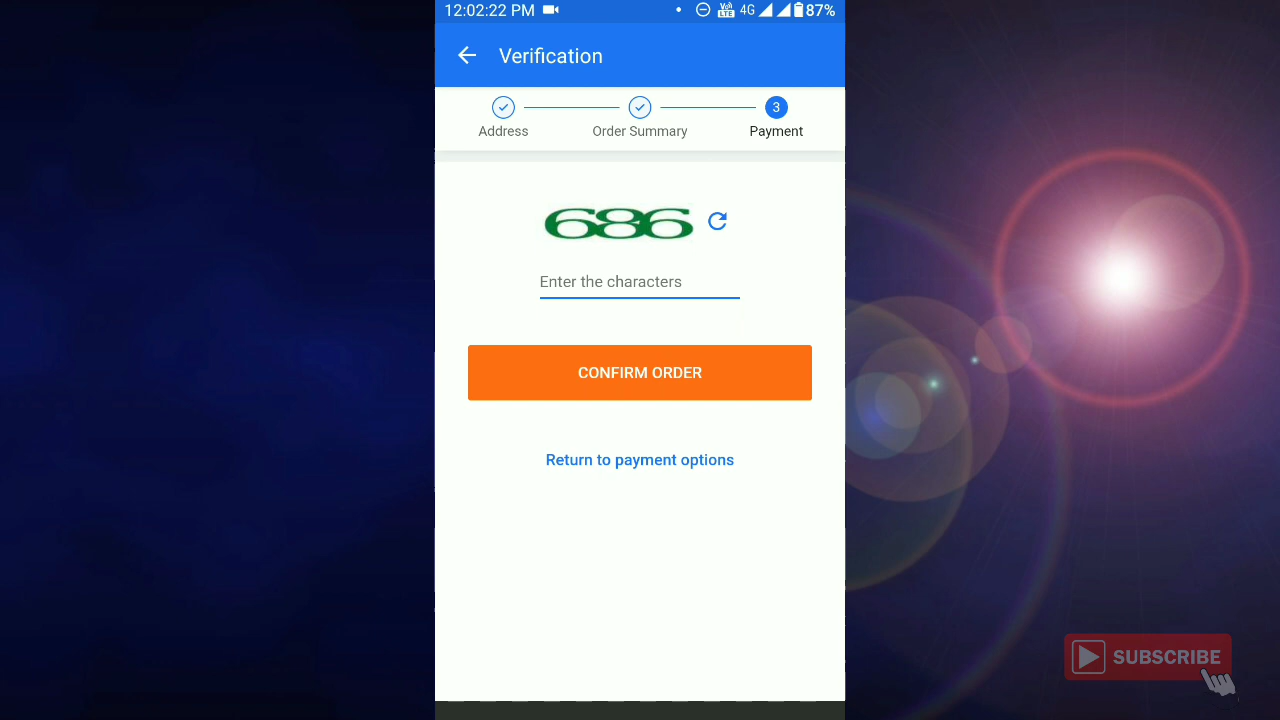 12:02:22 PM 4G 87%
Verification
3
Address Order Summary Payment
686
Enter the characters
CONFIRM ORDER
Return to payment options
SUBSCRIBE